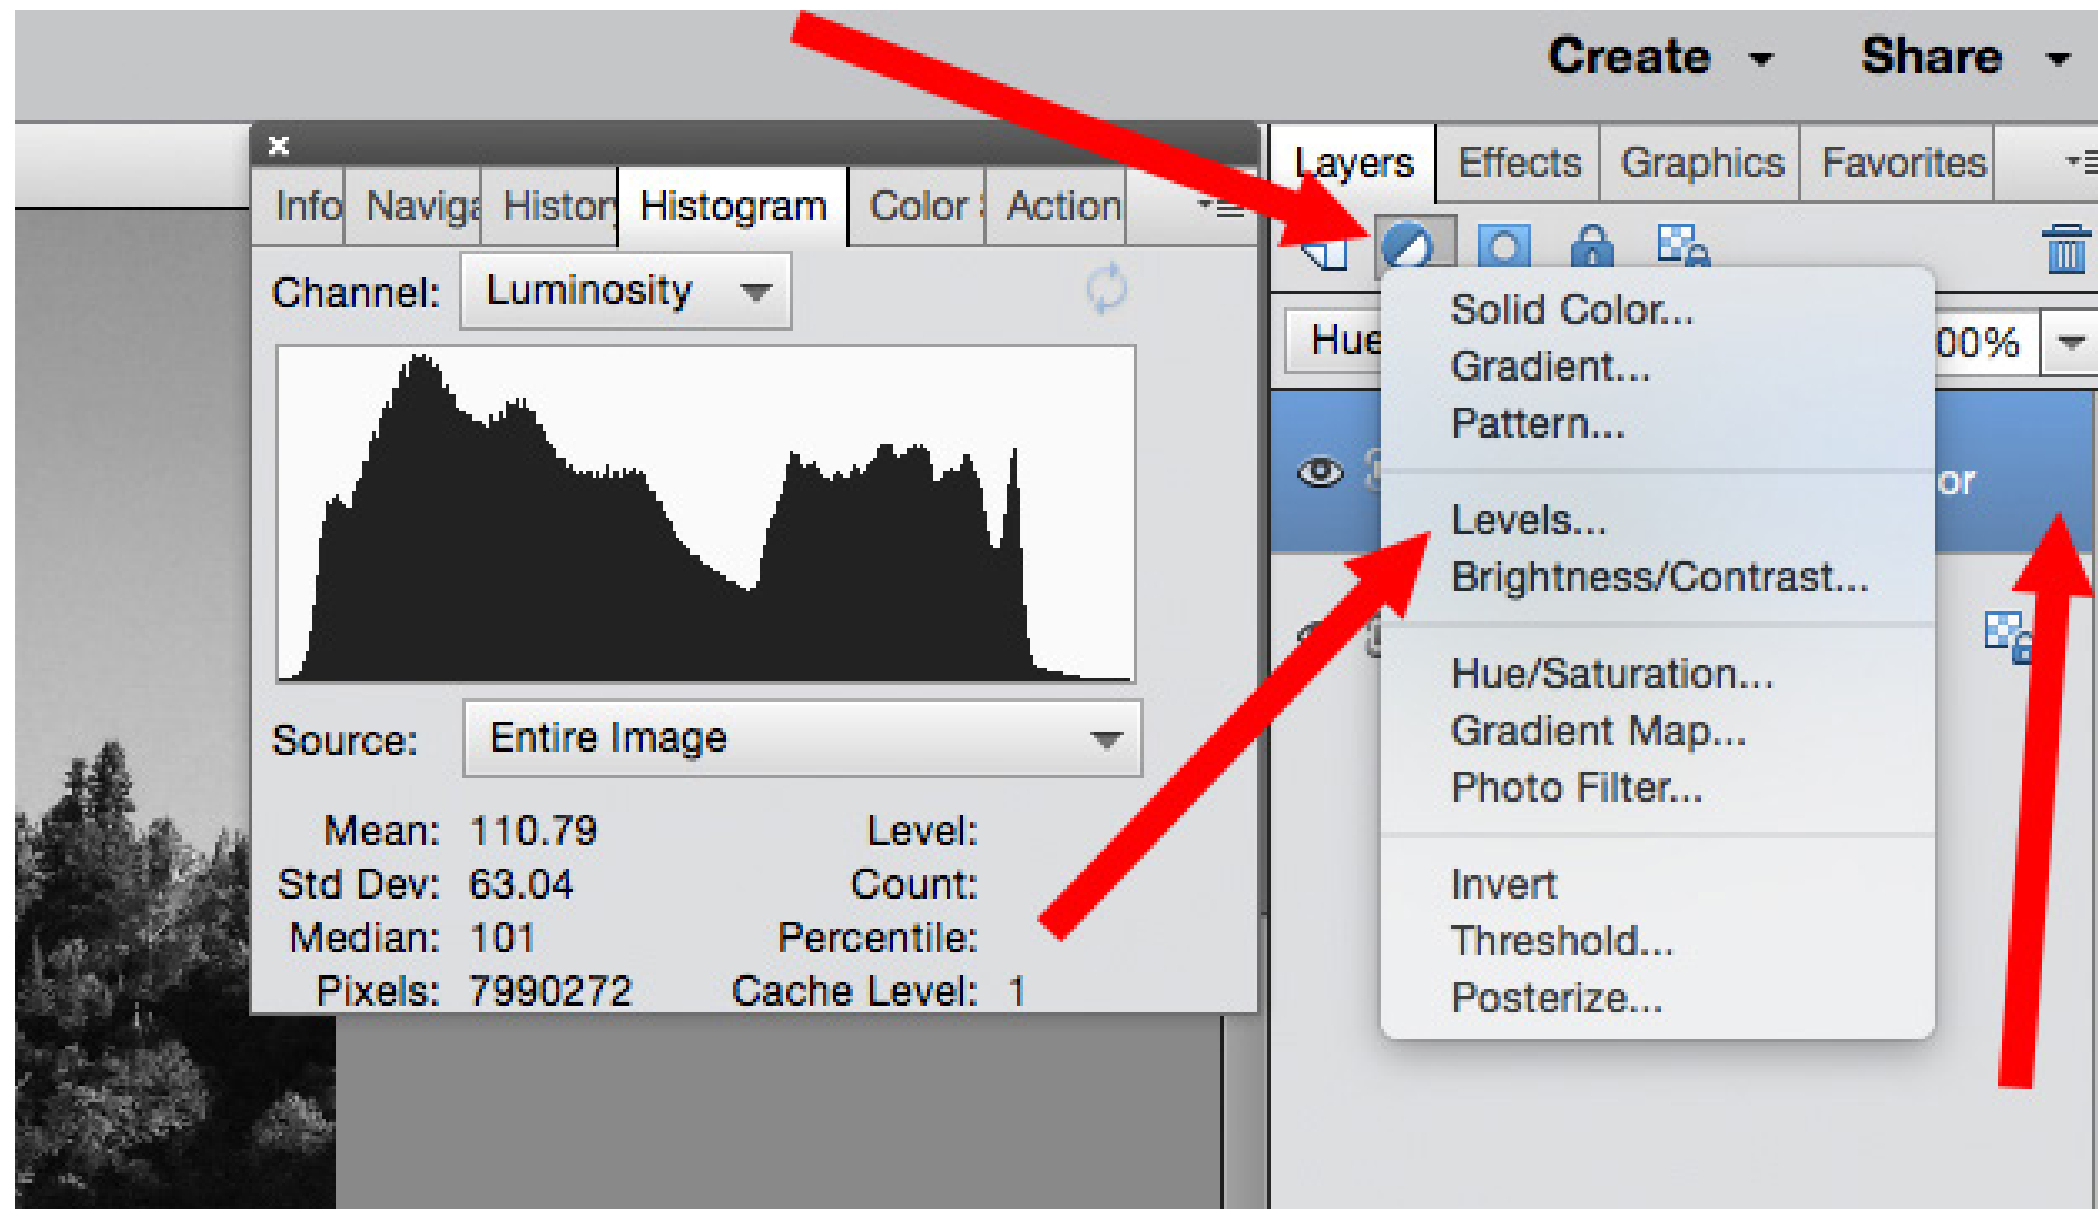 Create
Share
Info
Naviga
History
Histogram
Color
Action
Layers
Effects
Graphics
Favorites
Channel:
Luminosity
Source:
Entire Image
Mean: 110.79
Level:
Std Dev: 63.04
Count:
Median: 101
Percentile:
Pixels: 7990272
Cache Level: 1
Hue
00%
or
Solid Color...
Gradient...
Pattern...
Levels...
Brightness/Contrast...
Hue/Saturation...
Gradient Map...
Photo Filter...
Invert
Threshold...
Posterize...